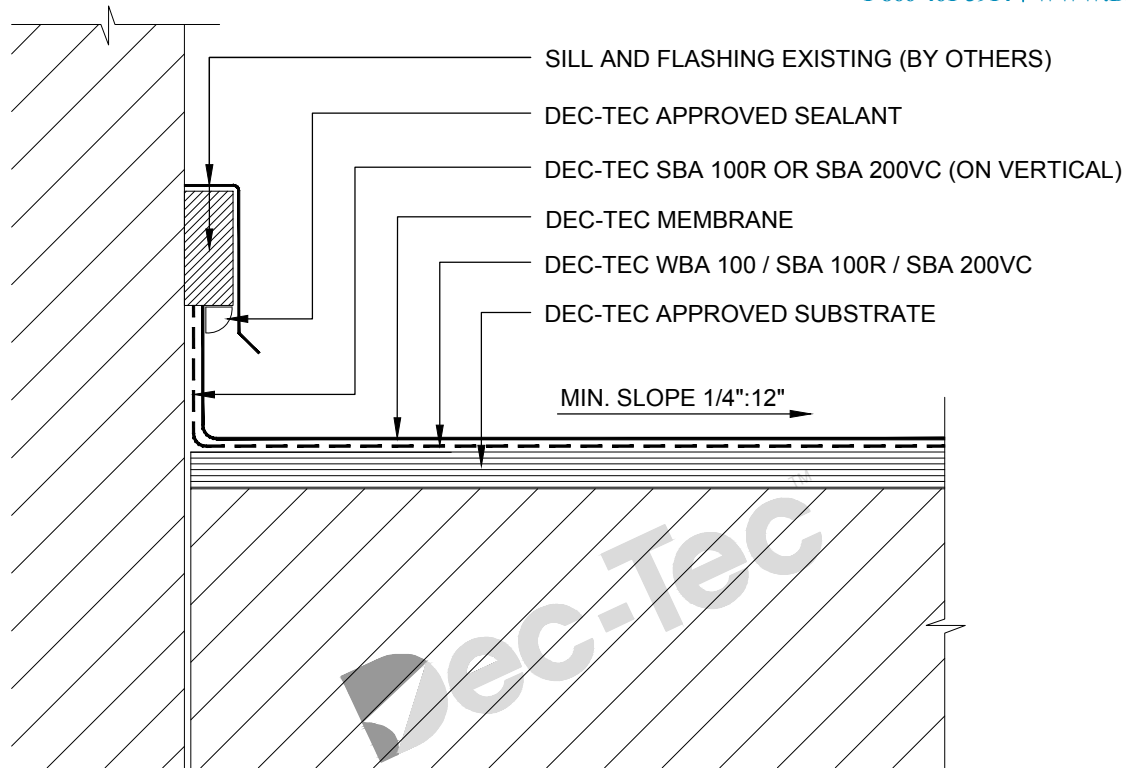 SILL AND FLASHING EXISTING (BY OTHERS)
DEC-TEC APPROVED SEALANT
DEC-TEC SBA 100R OR SBA 200VC (ON VERTICAL)
DEC-TEC MEMBRANE
DEC-TEC WBA 100 / SBA 100R / SBA 200VC
DEC-TEC APPROVED SUBSTRATE
MIN. SLOPE 1/4":12"
Dec-Tec™